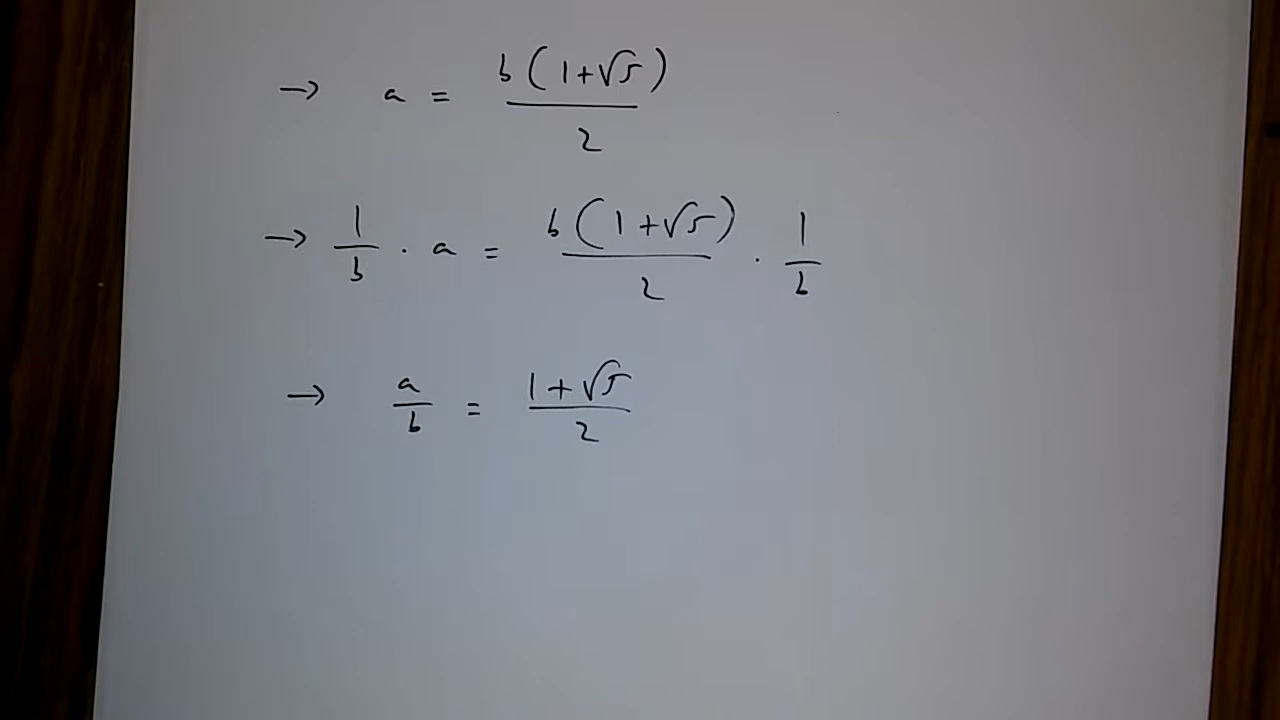 → a = b(1+√5)/2
→ 1/b · a = b(1+√5)/2 · 1/b
→ a/b = 1+√5/2